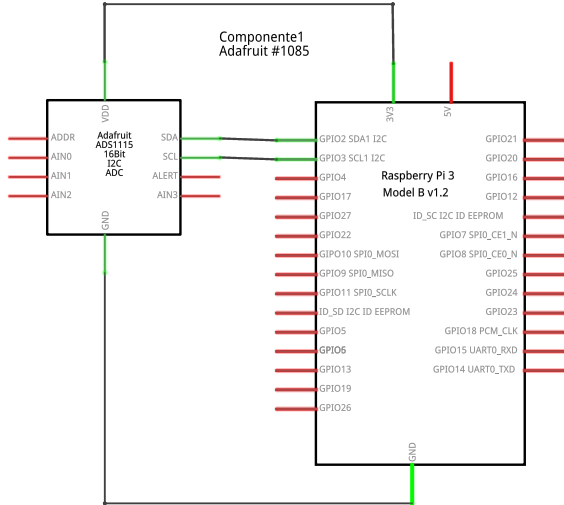 Componente1
Adafruit #1085
VDD
Adafruit
ADS1115
16Bit
I2C
ADC
ADDR
AIN0
AIN1
AIN2
SDA
SCL
ALERT
AIN3
GND
3V3
5V
Raspberry Pi 3
Model B v1.2
GPIO2 SDA1 I2C
GPIO3 SCL1 I2C
GPIO4
GPIO17
GPIO27
GPIO22
GIPO10 SPI0_MOSI
GPIO9 SPI0_MISO
GPIO11 SPI0_SCLK
ID_SD I2C ID EEPROM
GPIO5
GPIO6
GPIO13
GPIO19
GPIO26
GPIO21
GPIO20
GPIO16
GPIO12
ID_SC I2C ID EEPROM
GPIO7 SPI0_CE1_N
GPIO8 SPI0_CE0_N
GPIO25
GPIO24
GPIO23
GPIO18 PCM_CLK
GPIO15 UART0_RXD
GPIO14 UART0_TXD
GND